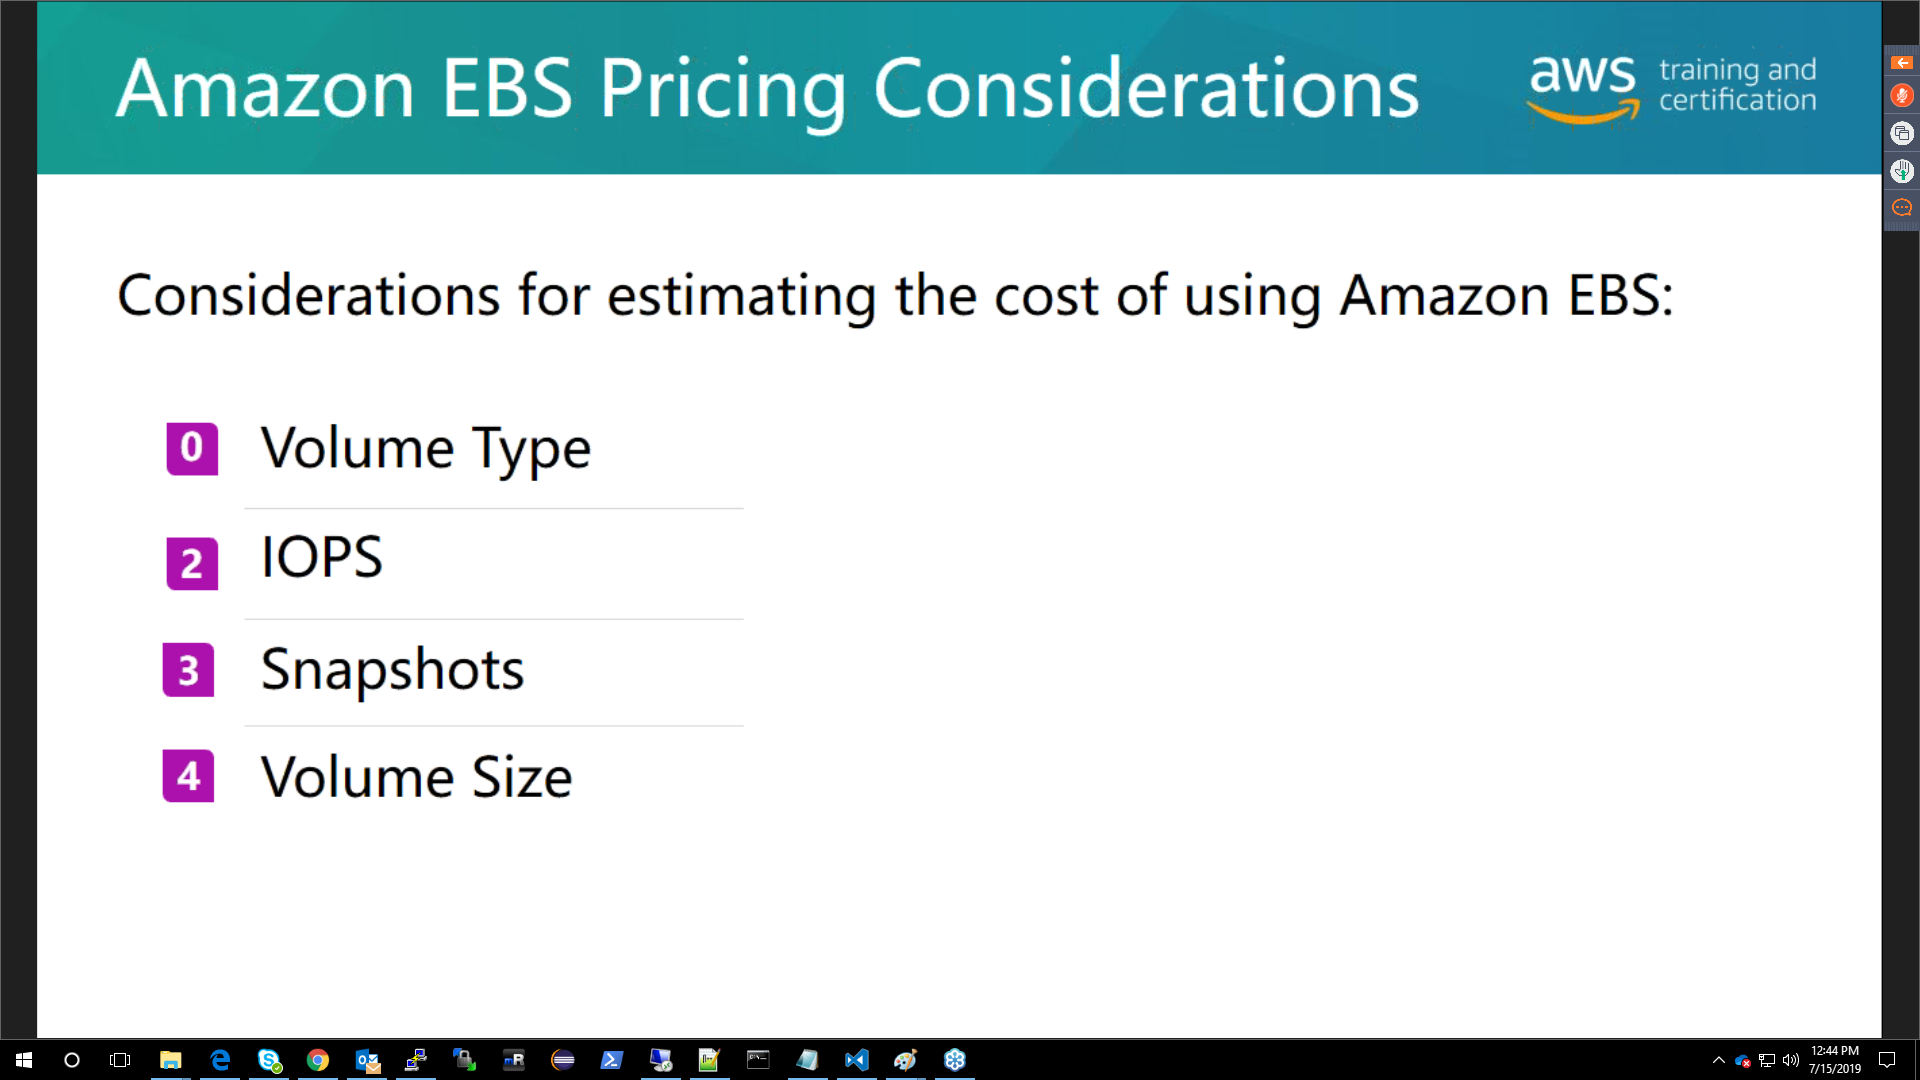 Amazon EBS Pricing Considerations
aws training and
certification
Considerations for estimating the cost of using Amazon EBS:
0 Volume Type
2 IOPS
3 Snapshots
4 Volume Size
12:44 PM
7/15/2019